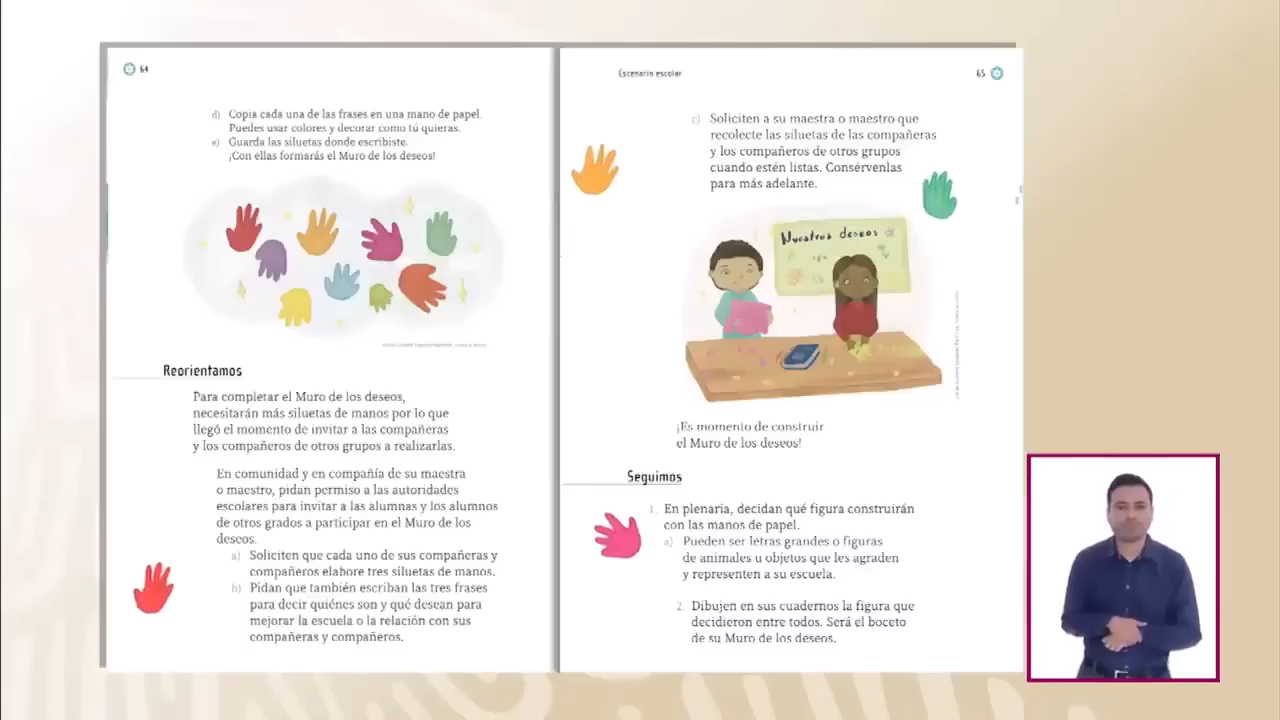 64
d) Copia cada una de las frases en una mano de papel.
Puedes usar colores y decorar como tú quieras.
e) Guarda las siluetas donde escribiste.
¡Con ellas formarás el Muro de los deseos!
Reorientamos
Para completar el Muro de los deseos,
necesitarán más siluetas de manos por lo que
llegó el momento de invitar a las compañeras
y los compañeros de otros grupos a realizarlas.
En comunidad y en compañía de su maestra
o maestro, pidan permiso a las autoridades
escolares para invitar a las alumnas y los alumnos
de otros grados a participar en el Muro de los
deseos.
a) Soliciten que cada uno de sus compañeras y
compañeros elabore tres siluetas de manos.
b) Pidan que también escriban las tres frases
para decir quiénes son y qué desean para
mejorar la escuela o la relación con sus
compañeras y compañeros.
Escenario escolar
65
c) Soliciten a su maestra o maestro que
recolecte las siluetas de las compañeras
y los compañeros de otros grupos
cuando estén listas. Consérvenlas
para más adelante.
Nuestros deseos
¡Es momento de construir
el Muro de los deseos!
Seguimos
1. En plenaria, decidan qué figura construirán
con las manos de papel.
a) Pueden ser letras grandes o figuras
de animales u objetos que les agraden
y representen a su escuela.
2. Dibujen en sus cuadernos la figura que
decidieron entre todos. Será el boceto
de su Muro de los deseos.